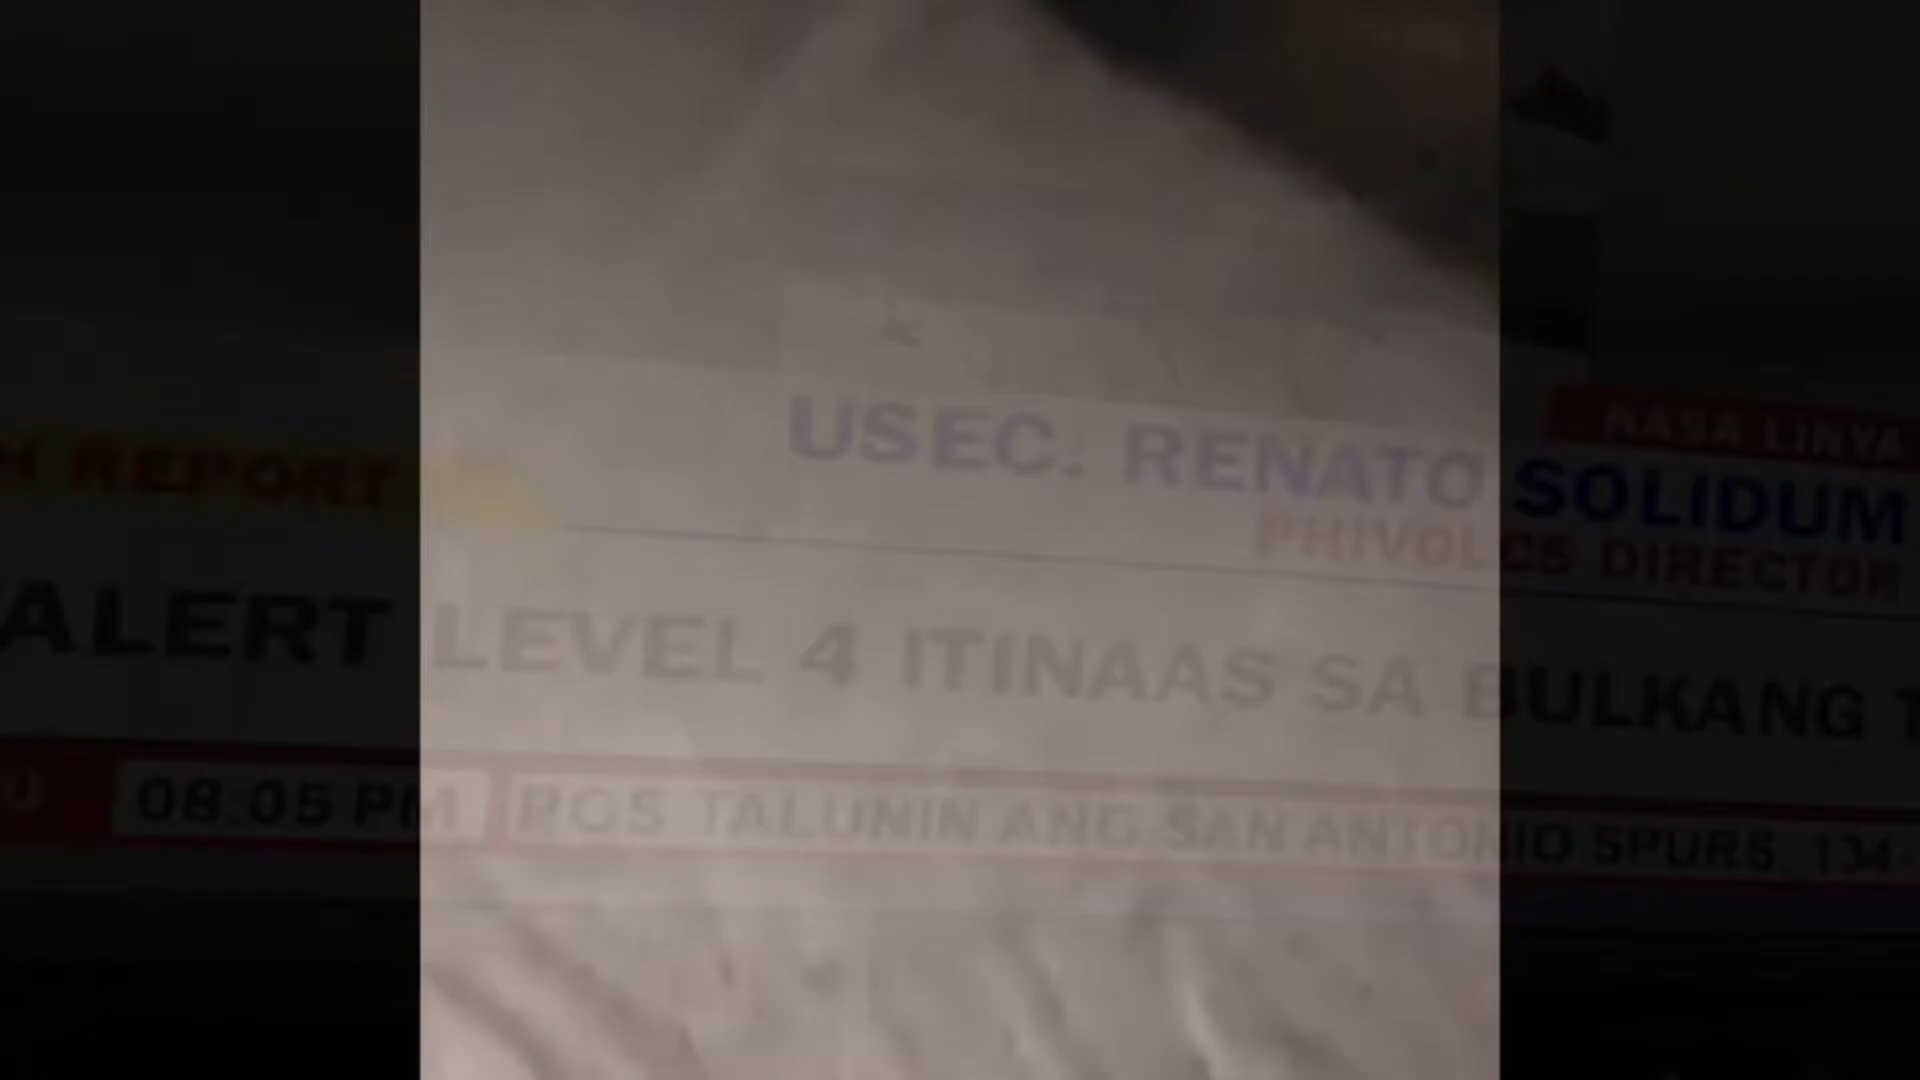 NASA LINYA
H REPORT
USEC. RENATO SOLIDUM
PHIVOLCS DIRECTOR
ALERT LEVEL 4 ITINAAS SA BULKANG T
08:05 PM
TALUNIN ANG SAN ANTONIO SPURS, 134-